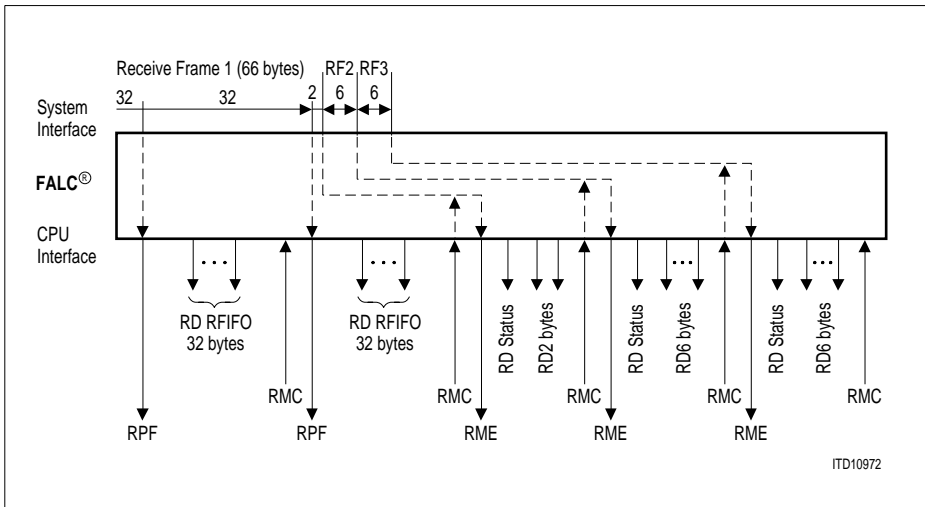 Receive Frame 1 (66 bytes) RF2 RF3
32 32 2 6 6
System
Interface
FALC®
CPU
Interface
... ... ... ...
RD RFIFO
32 bytes
RD RFIFO
32 bytes
RD Status
RD2 bytes
RD Status
RD6 bytes
RD Status
RD6 bytes
RMC RMC RMC RMC RMC
RPF RPF RME RME RME
ITD10972